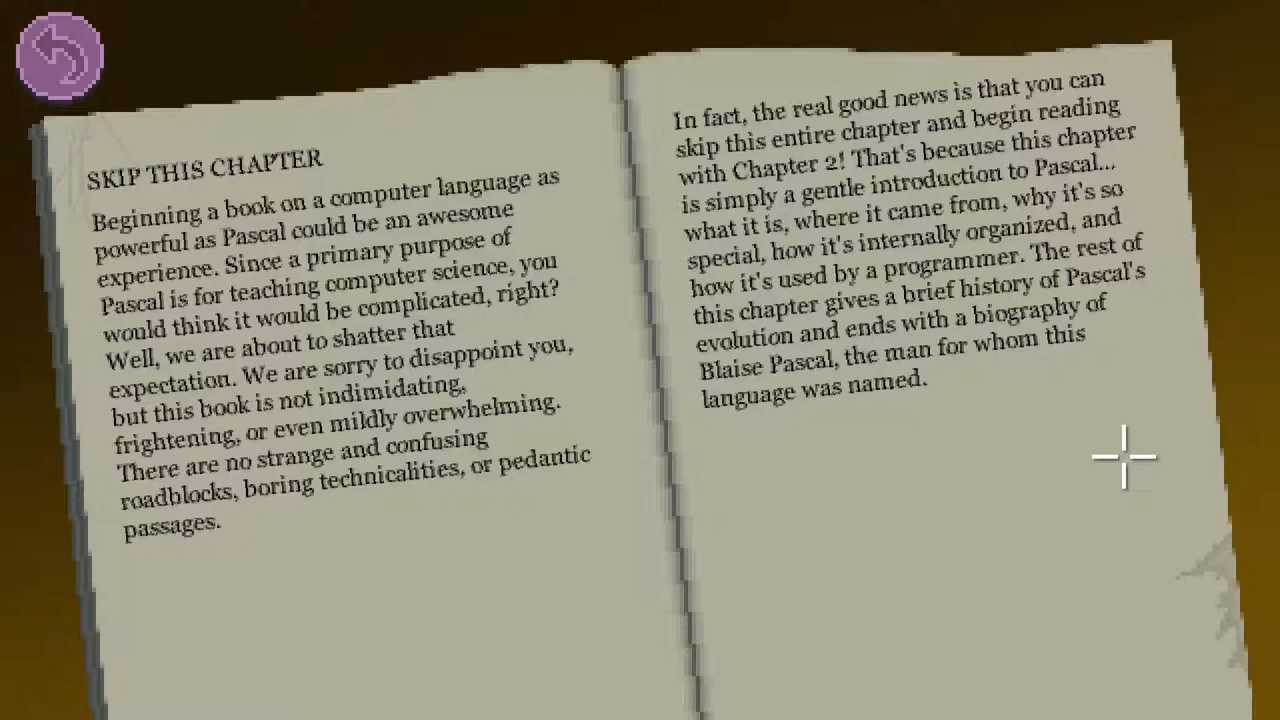 SKIP THIS CHAPTER
Beginning a book on a computer language as
powerful as Pascal could be an awesome
experience. Since a primary purpose of
Pascal is for teaching computer science, you
would think it would be complicated, right?
Well, we are about to shatter that
expectation. We are sorry to disappoint you,
but this book is not indimidating,
frightening, or even mildly overwhelming.
There are no strange and confusing
roadblocks, boring technicalities, or pedantic
passages.
In fact, the real good news is that you can
skip this entire chapter and begin reading
with Chapter 2! That's because this chapter
is simply a gentle introduction to Pascal...
what it is, where it came from, why it's so
special, how it's internally organized, and
how it's used by a programmer. The rest of
this chapter gives a brief history of Pascal's
evolution and ends with a biography of
Blaise Pascal, the man for whom this
language was named.